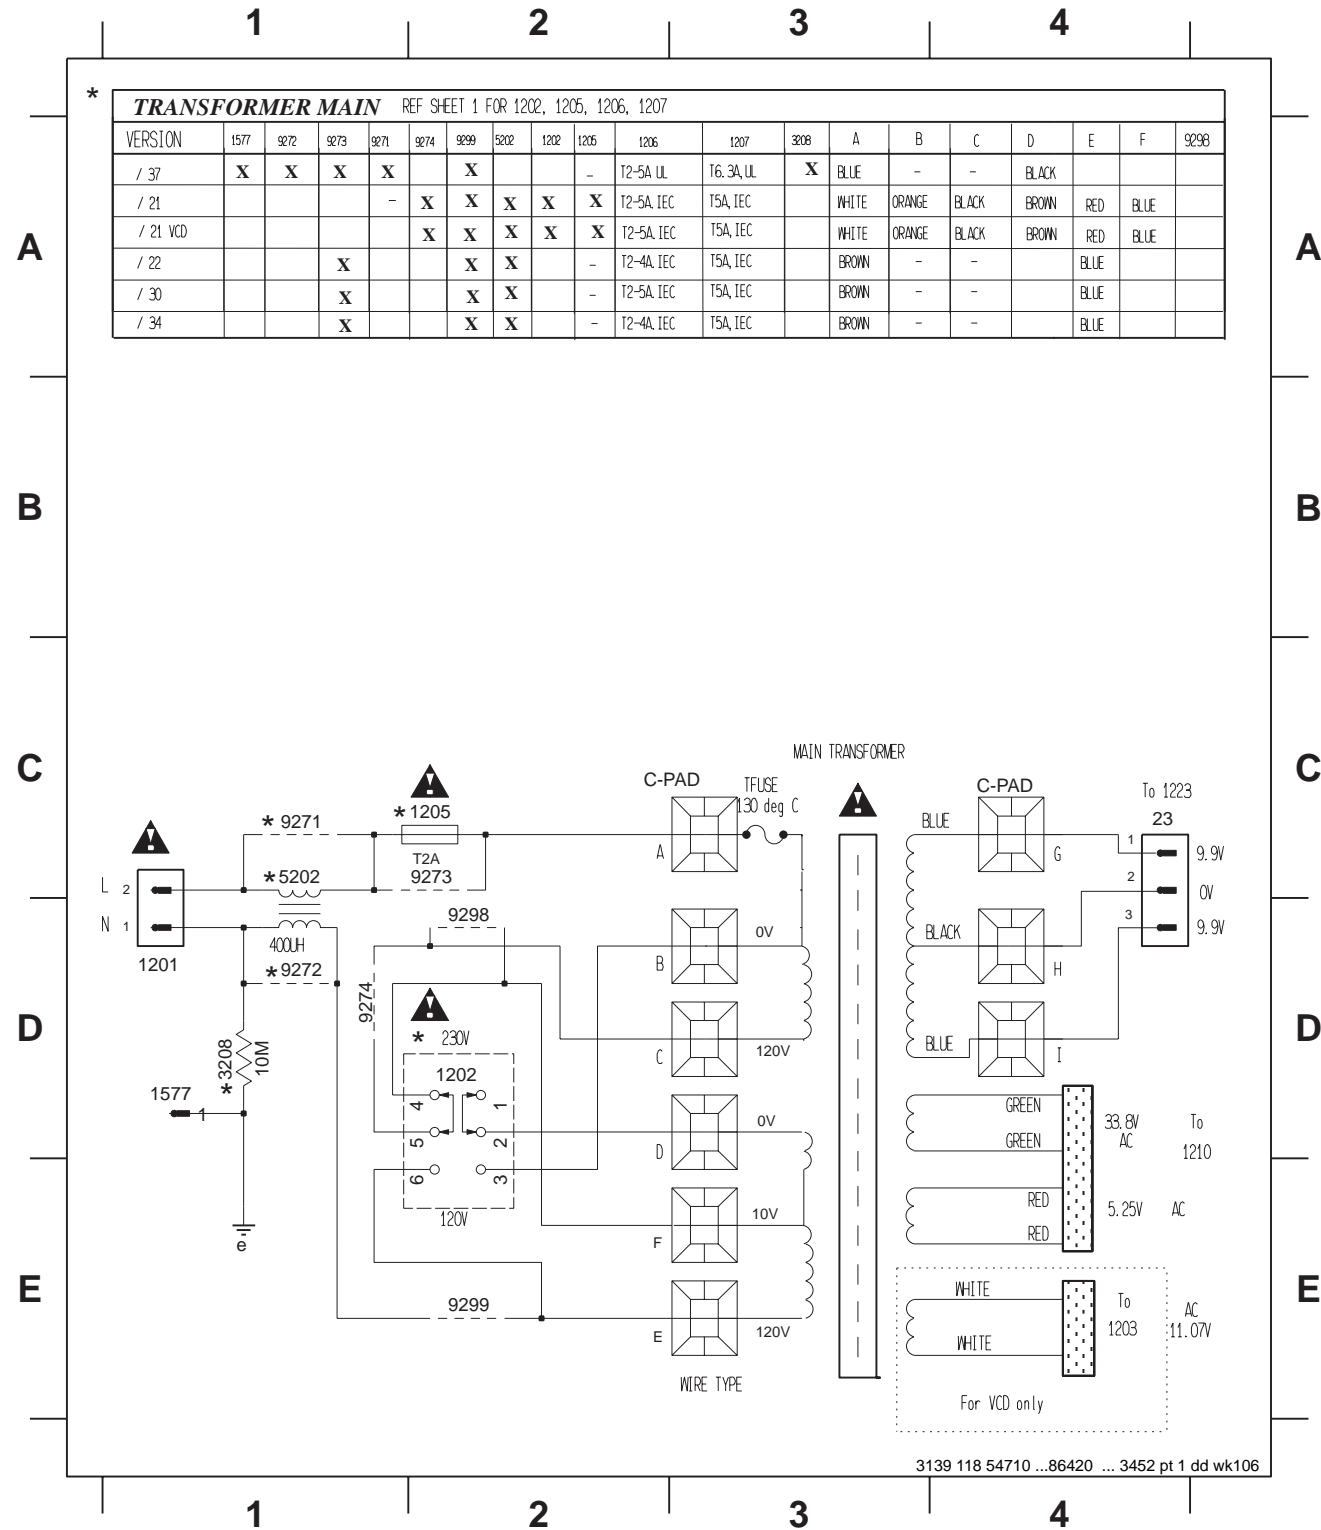 1 2 3 4
*
TRANSFORMER MAIN REF SHEET 1 FOR 1202, 1205, 1206, 1207
VERSION 1577 9272 9273 9271 9274 9299 5202 1202 1205 1206 1207 3208 A B C D E F 9298
/ 37 X X X X X – T2-5A UL T6.3A, UL X BLUE - - BLACK
/ 21 - X X X X X T2-5A. IEC T5A, IEC WHITE ORANGE BLACK BROWN RED BLUE
/ 21 VCD X X X X X T2-5A. IEC T5A, IEC WHITE ORANGE BLACK BROWN RED BLUE
/ 22 X X X – T2-4A. IEC T5A, IEC BROWN - - BLUE
/ 30 X X X – T2-5A. IEC T5A, IEC BROWN - - BLUE
/ 34 X X X – T2-4A. IEC T5A, IEC BROWN - - BLUE
A A
B B
C C
MAIN TRANSFORMER
C-PAD TFUSE C-PAD To 1223
130 deg C
* 9271 * 1205 BLUE 23
A G 1 9.9V
T2A
* 5202 9273 2 0V
L 2
N 1 9298 3 9.9V
400UH 0V BLACK
1201 * 9272 B H
9274
D D
* 230V
* 3208 10M 1202 C 120V BLUE I
1577
1 4 1
5 2
6 3
0V GREEN 33.8V To
D GREEN AC 1210
120V RED 5.25V AC
10V RED
e F
E E
9299 WHITE To AC
120V 1203 11.07V
E WHITE
WIRE TYPE
For VCD only
3139 118 54710 ...86420 ... 3452 pt 1 dd wk106
1 2 3 4